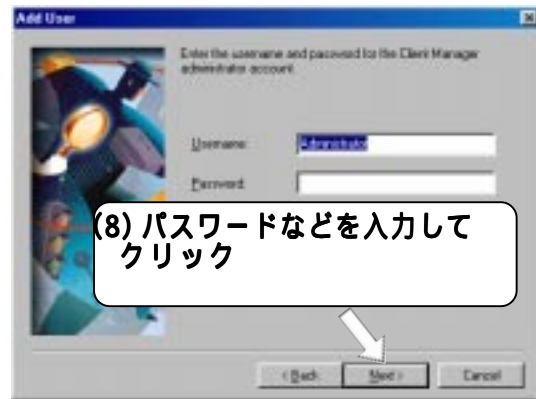 Add User
Enter the username and password for the Client Manager
administrator account.
Username:
Administrator
Password:
(8) パスワードなどを入力して
クリック
< Back
Next >
Cancel